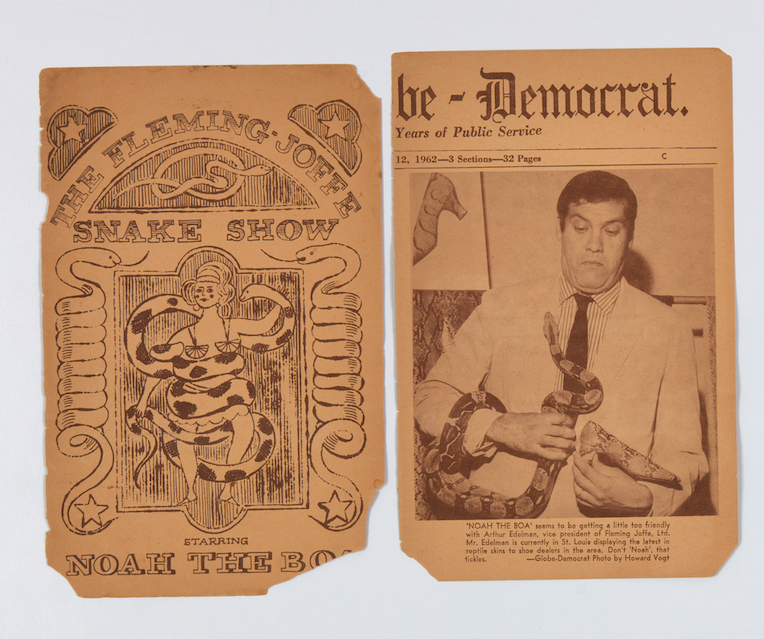 THE FLEMING-JOFFE
SNAKE SHOW
STARRING
NOAH THE BOA
be - Democrat.
Years of Public Service
12, 1962—3 Sections—32 Pages
C
'NOAH THE BOA' seems to be getting a little too friendly
with Arthur Edelman, vice president of Fleming Joffe, Ltd.
Mr. Edelman is currently in St. Louis displaying the latest in
reptile skins to shoe dealers in the area. Don't 'Noah', that
tickles. —Globe-Democrat Photo by Howard Vogt